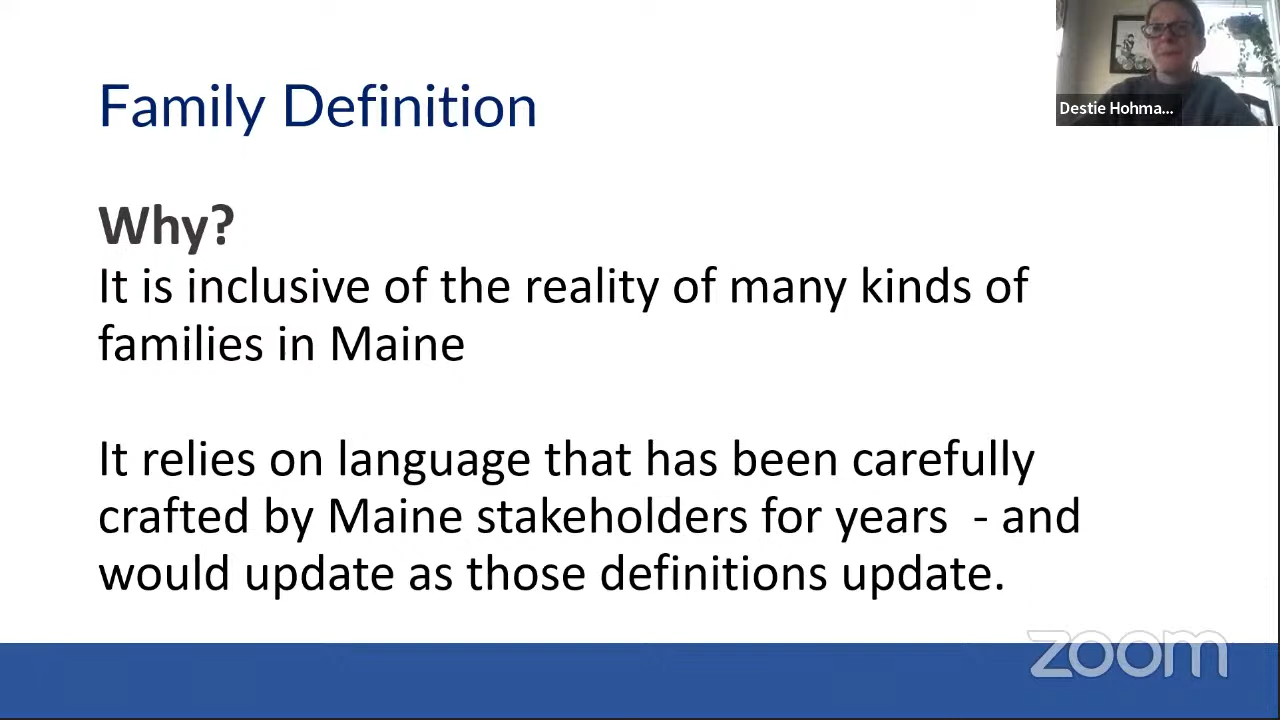 Family Definition
Destie Hohma...
Why?
It is inclusive of the reality of many kinds of
families in Maine
It relies on language that has been carefully
crafted by Maine stakeholders for years - and
would update as those definitions update.
zoom